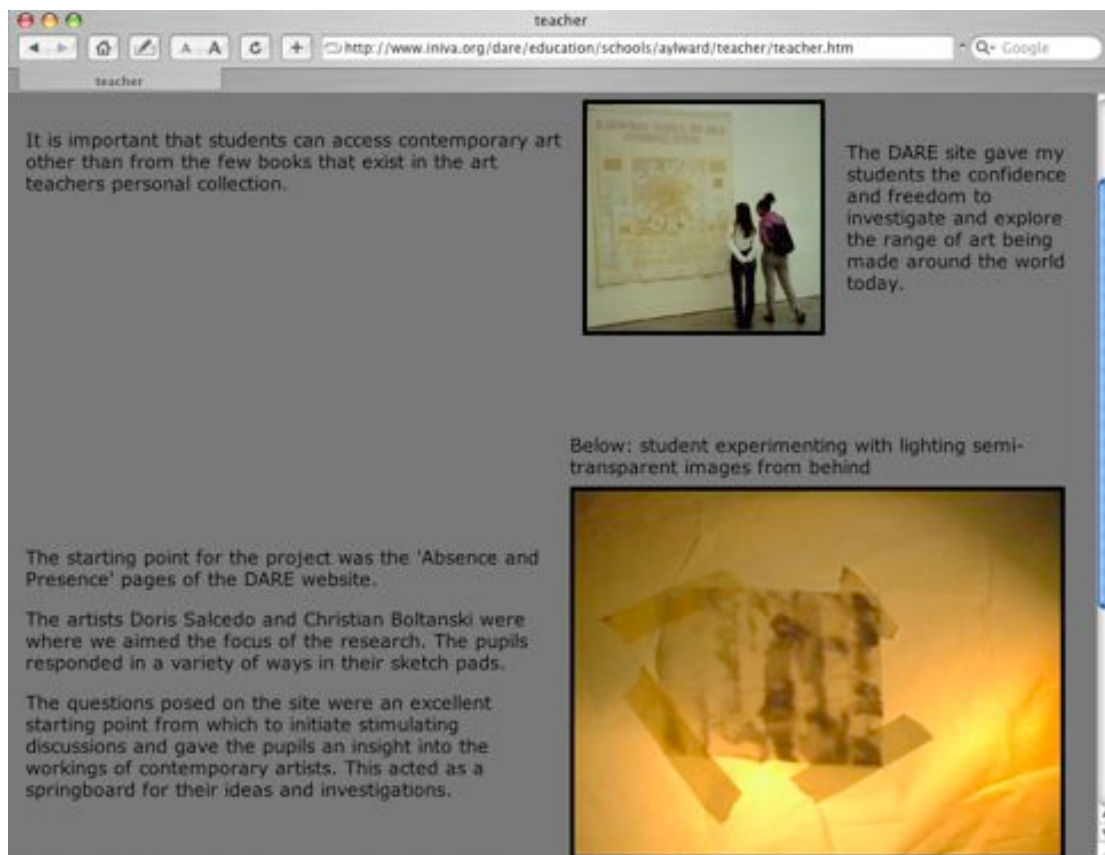 teacher
A A
http://www.iniva.org/dare/education/schools/aylward/teacher/teacher.htm
Google
teacher
It is important that students can access contemporary art
other than from the few books that exist in the art
teachers personal collection.
The DARE site gave my
students the confidence
and freedom to
investigate and explore
the range of art being
made around the world
today.
Below: student experimenting with lighting semi-
transparent images from behind
The starting point for the project was the 'Absence and
Presence' pages of the DARE website.
The artists Doris Salcedo and Christian Boltanski were
where we aimed the focus of the research. The pupils
responded in a variety of ways in their sketch pads.
The questions posed on the site were an excellent
starting point from which to initiate stimulating
discussions and gave the pupils an insight into the
workings of contemporary artists. This acted as a
springboard for their ideas and investigations.